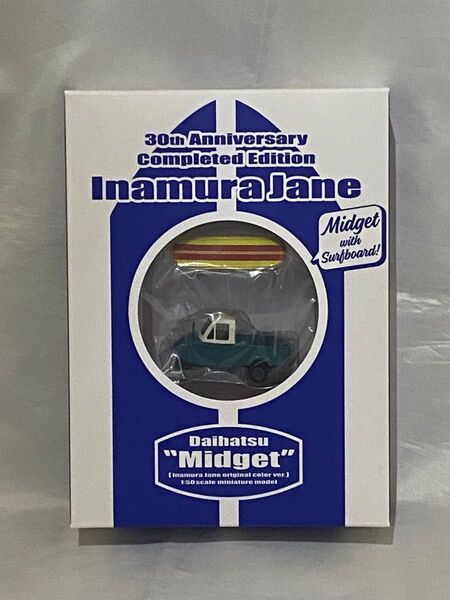 30th Anniversary
Completed Edition
Inamura Jane
Midget
with
Surfboard!
Daihatsu
"Midget"
[Inamura Jane original color ver.]
1:50 scale miniature model